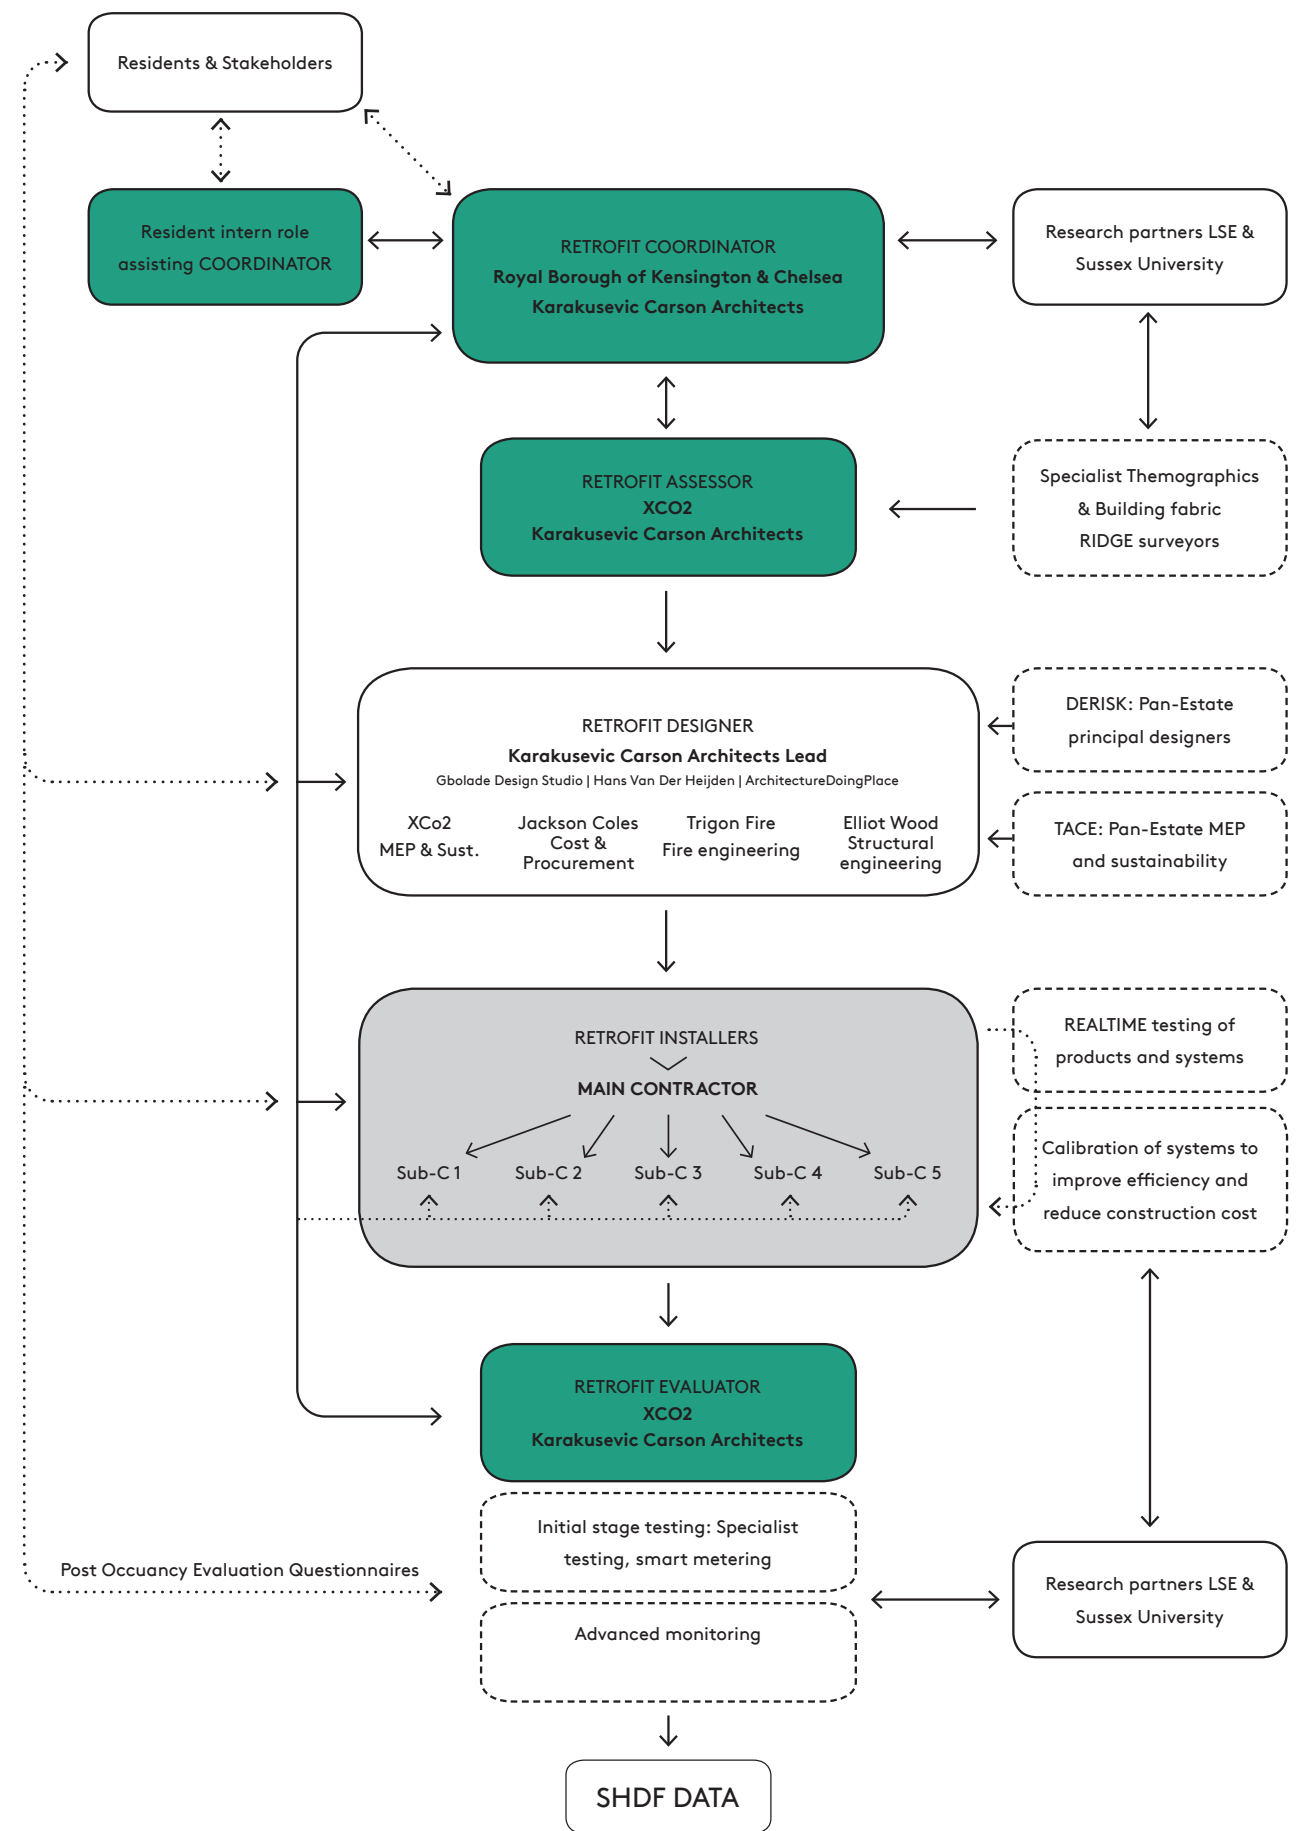 Residents & Stakeholders
Resident intern role
assisting COORDINATOR
RETROFIT COORDINATOR
Royal Borough of Kensington & Chelsea
Karakusevic Carson Architects
Research partners LSE &
Sussex University
RETROFIT ASSESSOR
XCO2
Karakusevic Carson Architects
Specialist Themographics
& Building fabric
RIDGE surveyors
RETROFIT DESIGNER
Karakusevic Carson Architects Lead
Gbolade Design Studio | Hans Van Der Heijden | ArchitectureDoingPlace
XCo2
MEP & Sust.
Jackson Coles
Cost &
Procurement
Trigon Fire
Fire engineering
Elliot Wood
Structural
engineering
DERISK: Pan-Estate
principal designers
TACE: Pan-Estate MEP
and sustainability
RETROFIT INSTALLERS
MAIN CONTRACTOR
Sub-C 1
Sub-C 2
Sub-C 3
Sub-C 4
Sub-C 5
REALTIME testing of
products and systems
Calibration of systems to
improve efficiency and
reduce construction cost
RETROFIT EVALUATOR
XCO2
Karakusevic Carson Architects
Initial stage testing: Specialist
testing, smart metering
Post Occuancy Evaluation Questionnaires
Advanced monitoring
Research partners LSE &
Sussex University
SHDF DATA